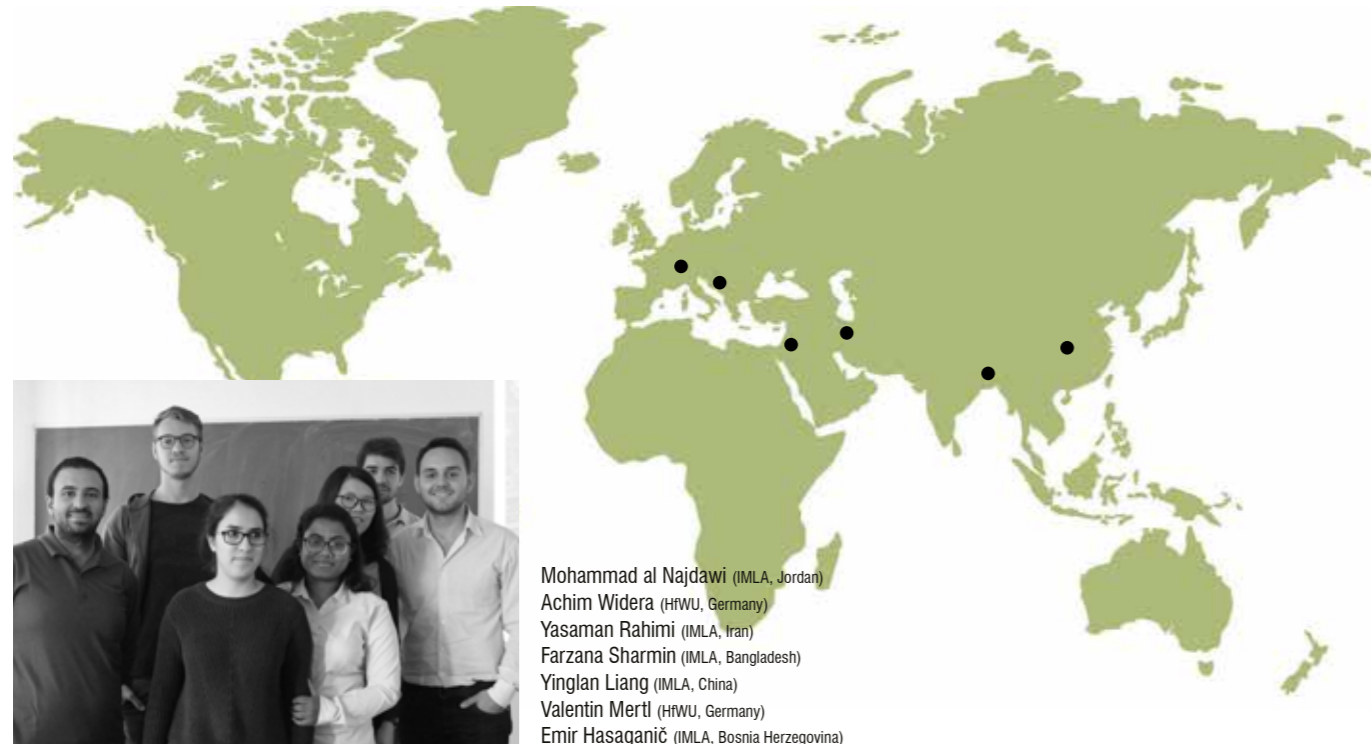 Mohammad al Najdawi (IMLA, Jordan)
Achim Widera (HfWU, Germany)
Yasaman Rahimi (IMLA, Iran)
Farzana Sharmin (IMLA, Bangladesh)
Yinglan Liang (IMLA, China)
Valentin Mertl (HfWU, Germany)
Emir Hasaganič (IMLA, Bosnia Herzegovina)